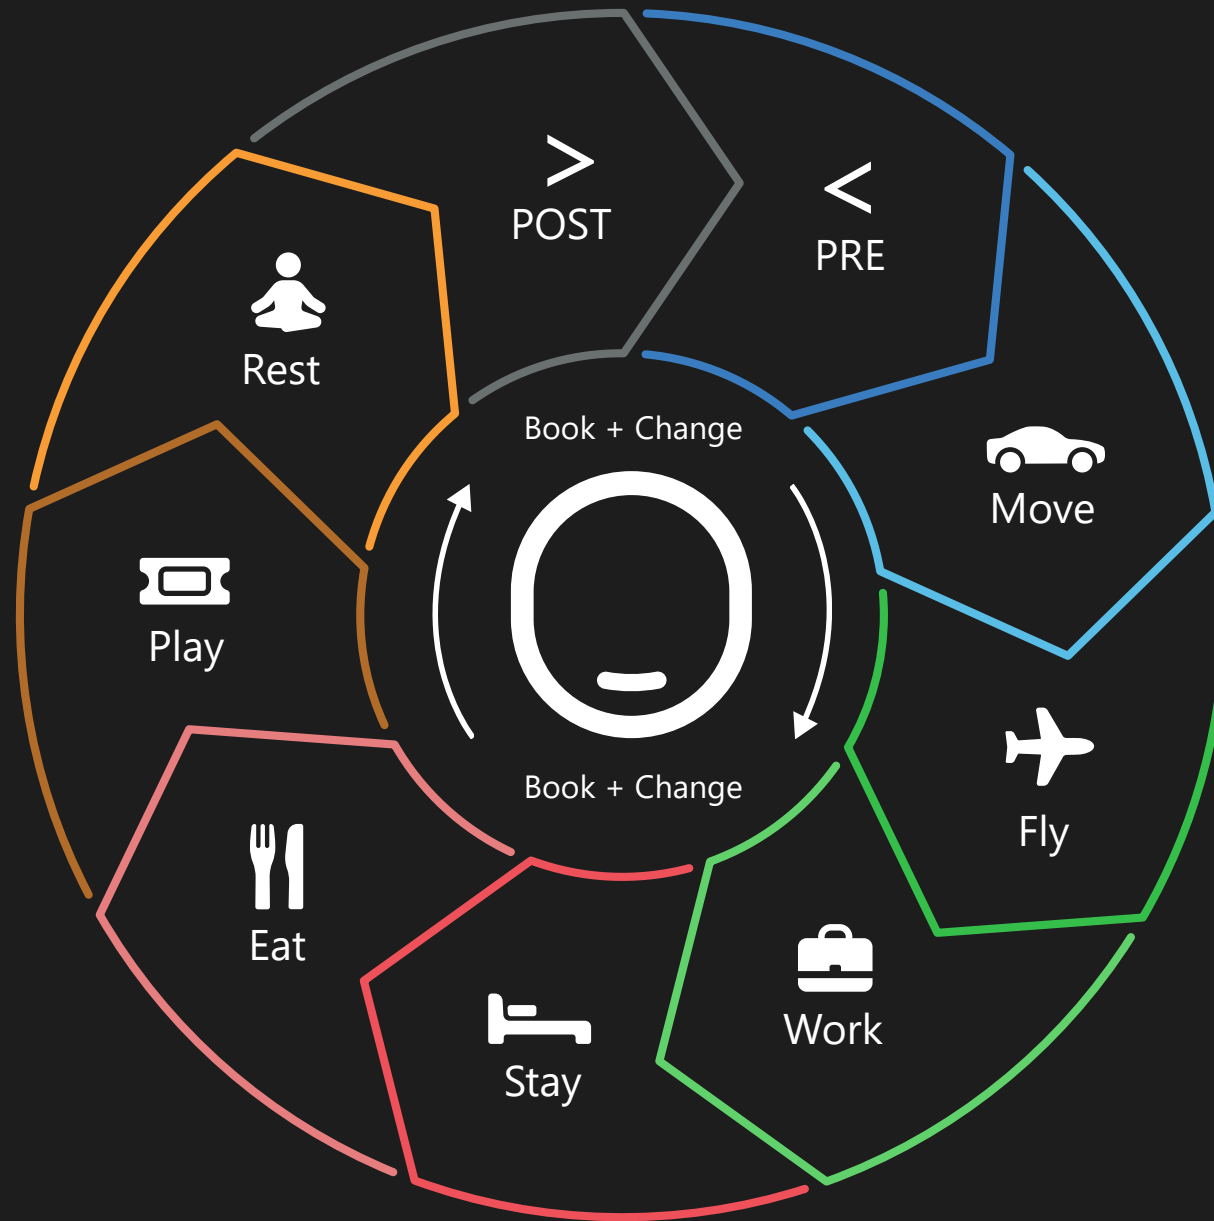 >
POST
<
PRE
Rest
Book + Change
Move
Play
Book + Change
Fly
Eat
Work
Stay